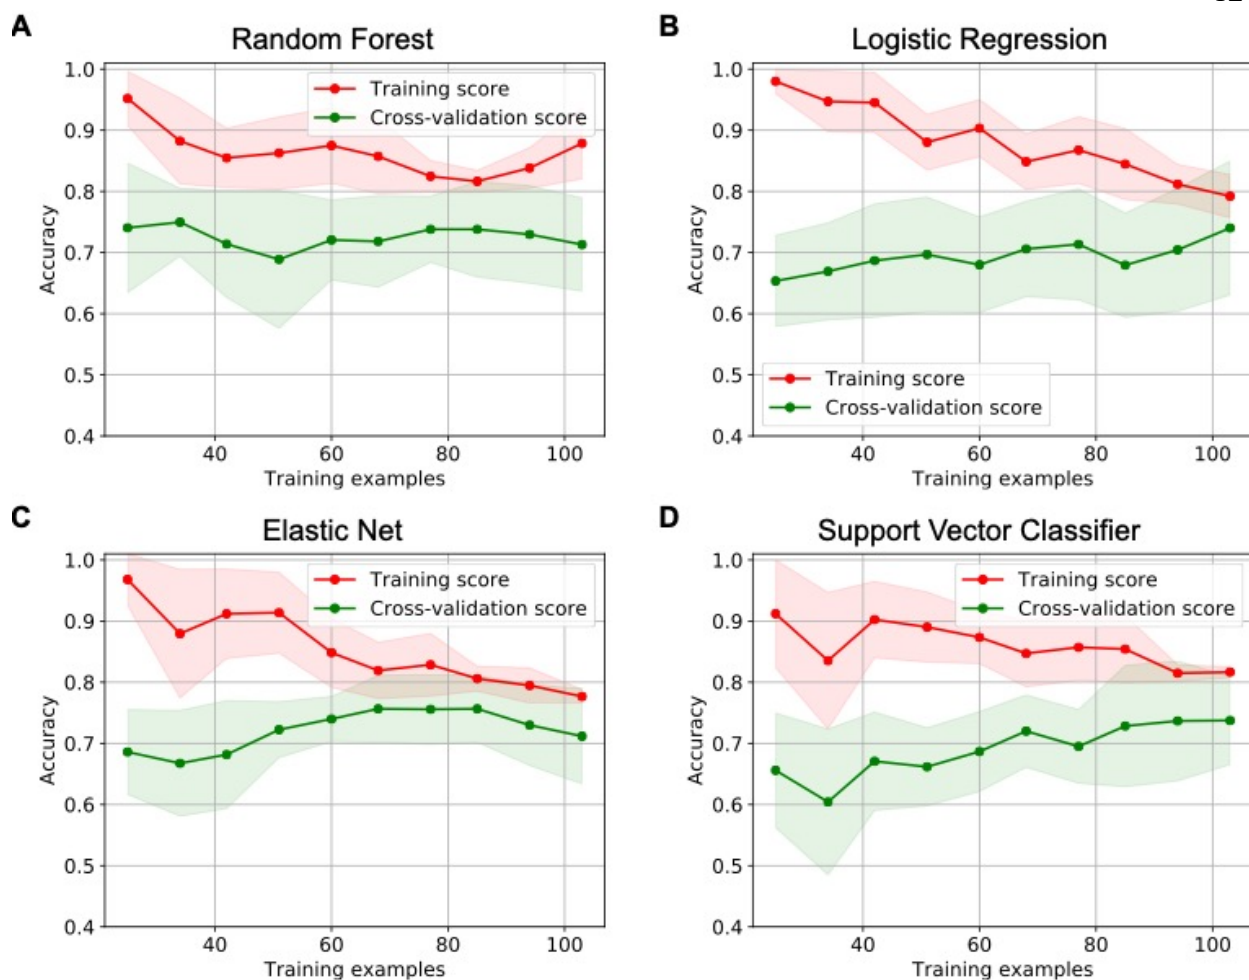 A
Random Forest
1.0
0.9
0.8
0.7
0.6
0.5
0.4
Accuracy
Training score
Cross-validation score
40
60
80
100
Training examples
B
Logistic Regression
1.0
0.9
0.8
0.7
0.6
0.5
0.4
Accuracy
Training score
Cross-validation score
40
60
80
100
Training examples
C
Elastic Net
1.0
0.9
0.8
0.7
0.6
0.5
0.4
Accuracy
Training score
Cross-validation score
40
60
80
100
Training examples
D
Support Vector Classifier
1.0
0.9
0.8
0.7
0.6
0.5
0.4
Accuracy
Training score
Cross-validation score
40
60
80
100
Training examples